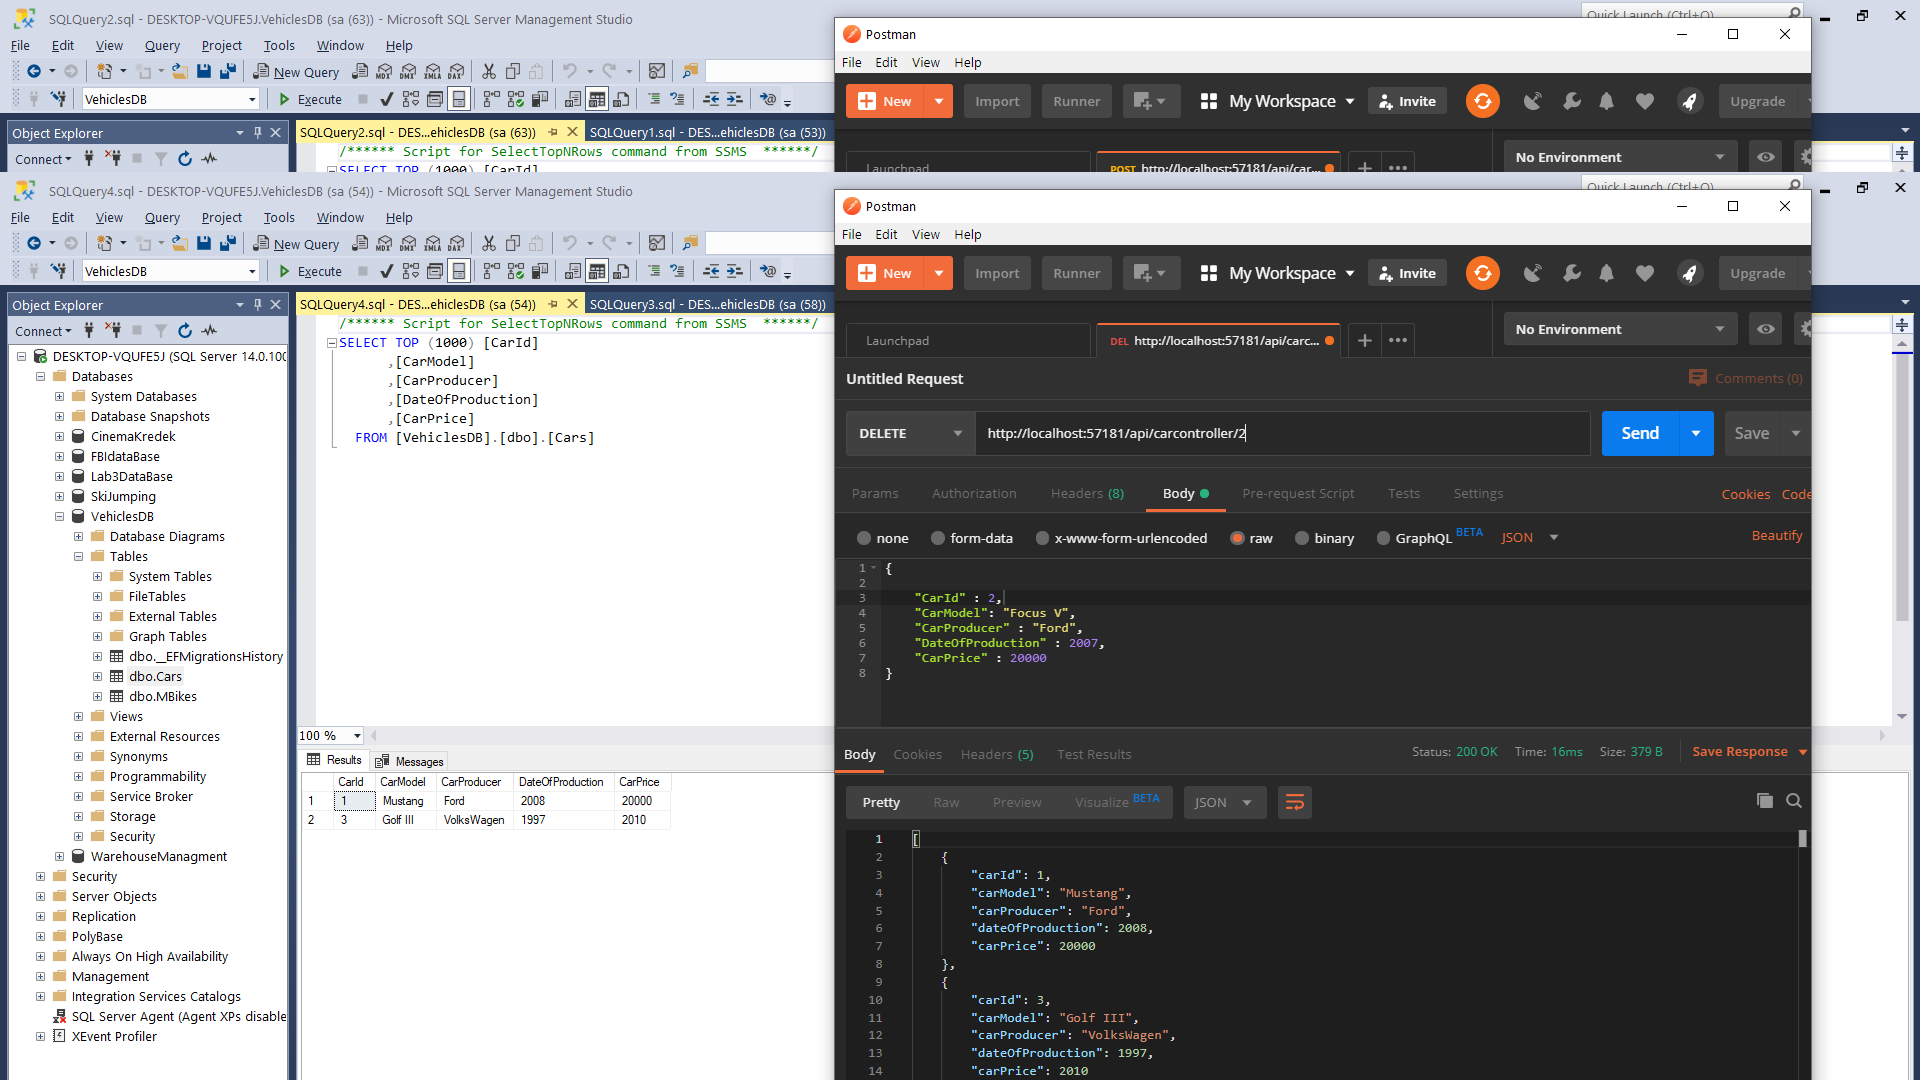 SQLQuery2.sql - DESKTOP-VQUFE5J.VehiclesDB (sa (63)) - Microsoft SQL Server Management Studio
Quick Launch (Ctrl+Q)
File Edit View Query Project Tools Window Help
New Query
MDX DMX XMLA DAX
VehiclesDB
Execute
Object Explorer
Connect
SQLQuery2.sql - DES...ehiclesDB (sa (63))
SQLQuery1.sql - DES...ehiclesDB (sa (53))
/****** Script for SelectTopNRows command from SSMS ******/
SELECT TOP (1000) [CarId]
Postman
File Edit View Help
New
Import
Runner
My Workspace
Invite
Upgrade
Launchpad
POST http://localhost:57181/api/car...
No Environment
SQLQuery4.sql - DESKTOP-VQUFE5J.VehiclesDB (sa (54)) - Microsoft SQL Server Management Studio
Quick Launch (Ctrl+Q)
File Edit View Query Project Tools Window Help
New Query
MDX DMX XMLA DAX
VehiclesDB
Execute
Object Explorer
Connect
DESKTOP-VQUFE5J (SQL Server 14.0.100
Databases
System Databases
Database Snapshots
CinemaKredek
FBIdataBase
Lab3DataBase
SkiJumping
VehiclesDB
Database Diagrams
Tables
System Tables
FileTables
External Tables
Graph Tables
dbo.__EFMigrationsHistory
dbo.Cars
dbo.MBikes
Views
External Resources
Synonyms
Programmability
Service Broker
Storage
Security
WarehouseManagment
Security
Server Objects
Replication
PolyBase
Always On High Availability
Management
Integration Services Catalogs
SQL Server Agent (Agent XPs disable
XEvent Profiler
SQLQuery4.sql - DES...ehiclesDB (sa (54))
SQLQuery3.sql - DES...ehiclesDB (sa (58))
/****** Script for SelectTopNRows command from SSMS ******/
SELECT TOP (1000) [CarId]
,[CarModel]
,[CarProducer]
,[DateOfProduction]
,[CarPrice]
FROM [VehiclesDB].[dbo].[Cars]
100 %
Results Messages
CarId CarModel CarProducer DateOfProduction CarPrice
1 1 Mustang Ford 2008 20000
2 3 Golf III VolksWagen 1997 2010
Postman
File Edit View Help
New
Import
Runner
My Workspace
Invite
Upgrade
Launchpad
DEL http://localhost:57181/api/carc...
No Environment
Untitled Request
Comments (0)
DELETE
http://localhost:57181/api/carcontroller/2
Send
Save
Params Authorization Headers (8) Body Pre-request Script Tests Settings
Cookies Code
none form-data x-www-form-urlencoded raw binary GraphQL BETA JSON
Beautify
1 {
2
3 "CarId" : 2,
4 "CarModel": "Focus V",
5 "CarProducer" : "Ford",
6 "DateOfProduction" : 2007,
7 "CarPrice" : 20000
8 }
Body Cookies Headers (5) Test Results
Status: 200 OK Time: 16ms Size: 379 B Save Response
Pretty Raw Preview Visualize BETA JSON
1 [
2 {
3 "carId": 1,
4 "carModel": "Mustang",
5 "carProducer": "Ford",
6 "dateOfProduction": 2008,
7 "carPrice": 20000
8 },
9 {
10 "carId": 3,
11 "carModel": "Golf III",
12 "carProducer": "VolksWagen",
13 "dateOfProduction": 1997,
14 "carPrice": 2010